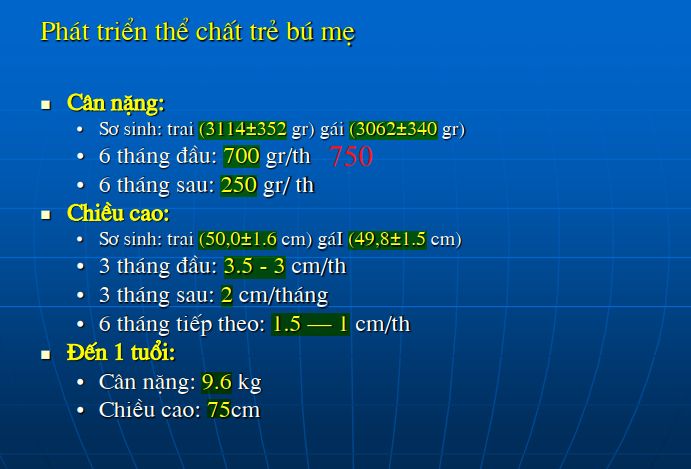 Phát triển thể chất trẻ bú mẹ
Cân nặng:
Sơ sinh: trai (3114±352 gr) gái (3062±340 gr)
6 tháng đầu: 700 gr/th 750
6 tháng sau: 250 gr/ th
Chiều cao:
Sơ sinh: trai (50,0±1.6 cm) gáI (49,8±1.5 cm)
3 tháng đầu: 3.5 - 3 cm/th
3 tháng sau: 2 cm/tháng
6 tháng tiếp theo: 1.5 — 1 cm/th
Đến 1 tuổi:
Cân nặng: 9.6 kg
Chiều cao: 75cm